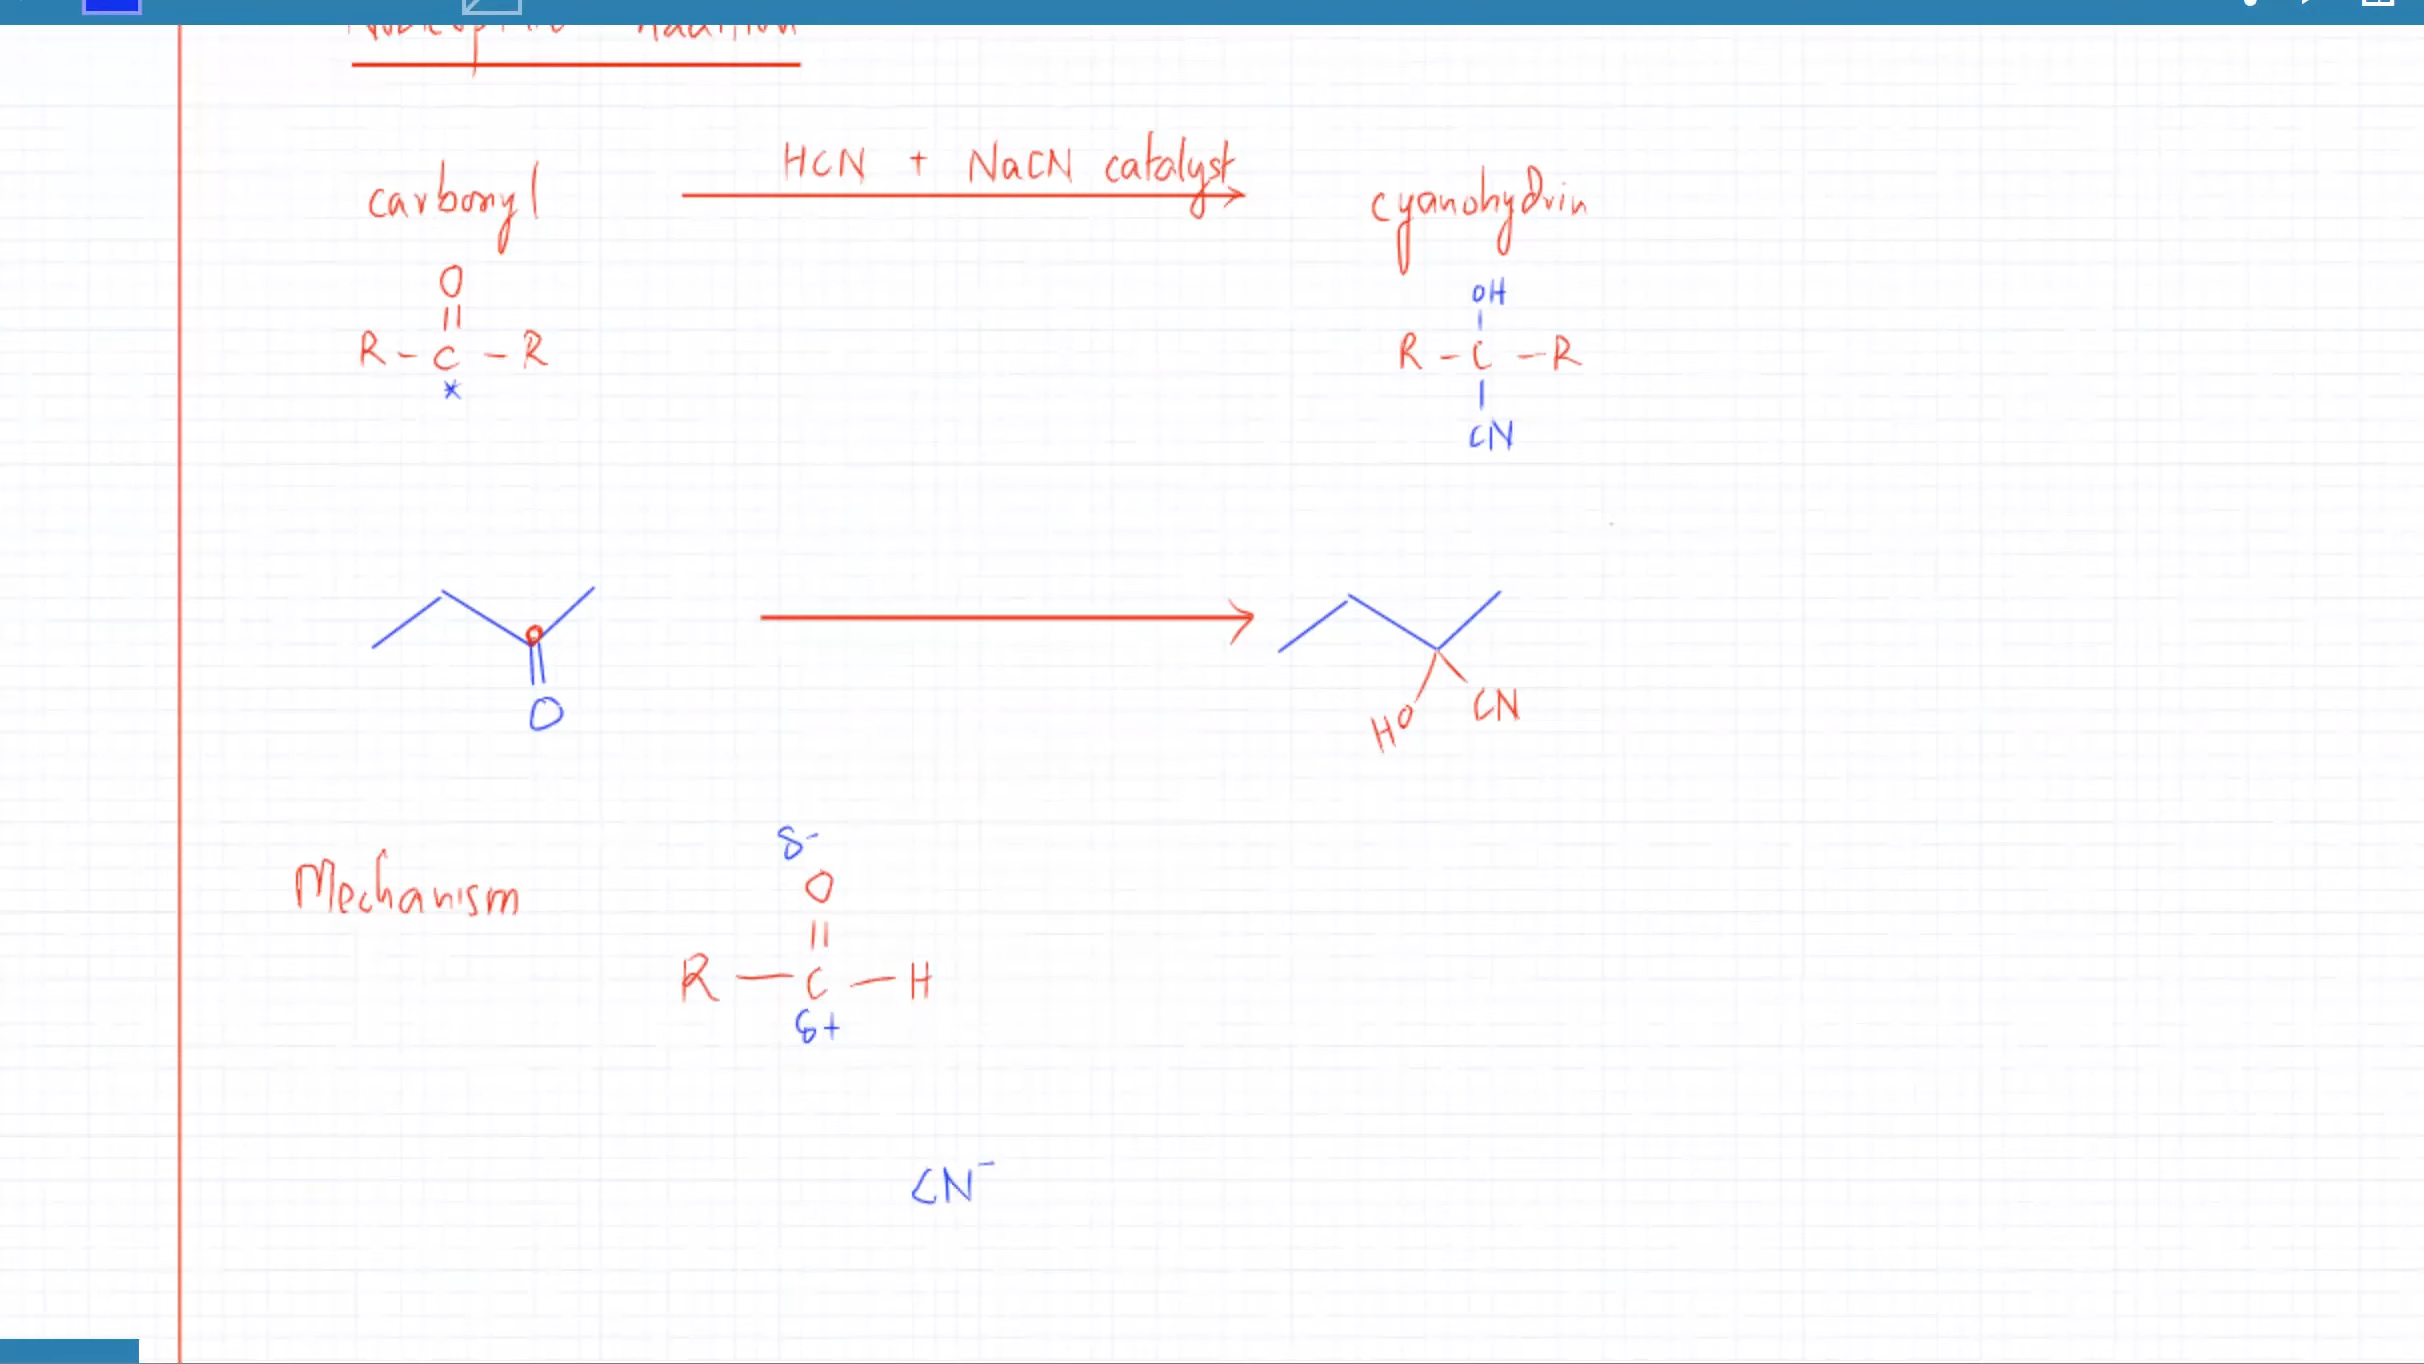 HCN + NaCN catalyst
carbonyl
cyanohydrin
O
OH
R - C - R
R - C - R
*
CN
O
HO
CN
δ-
Mechanism
O
R - C - H
δ+
CN⁻